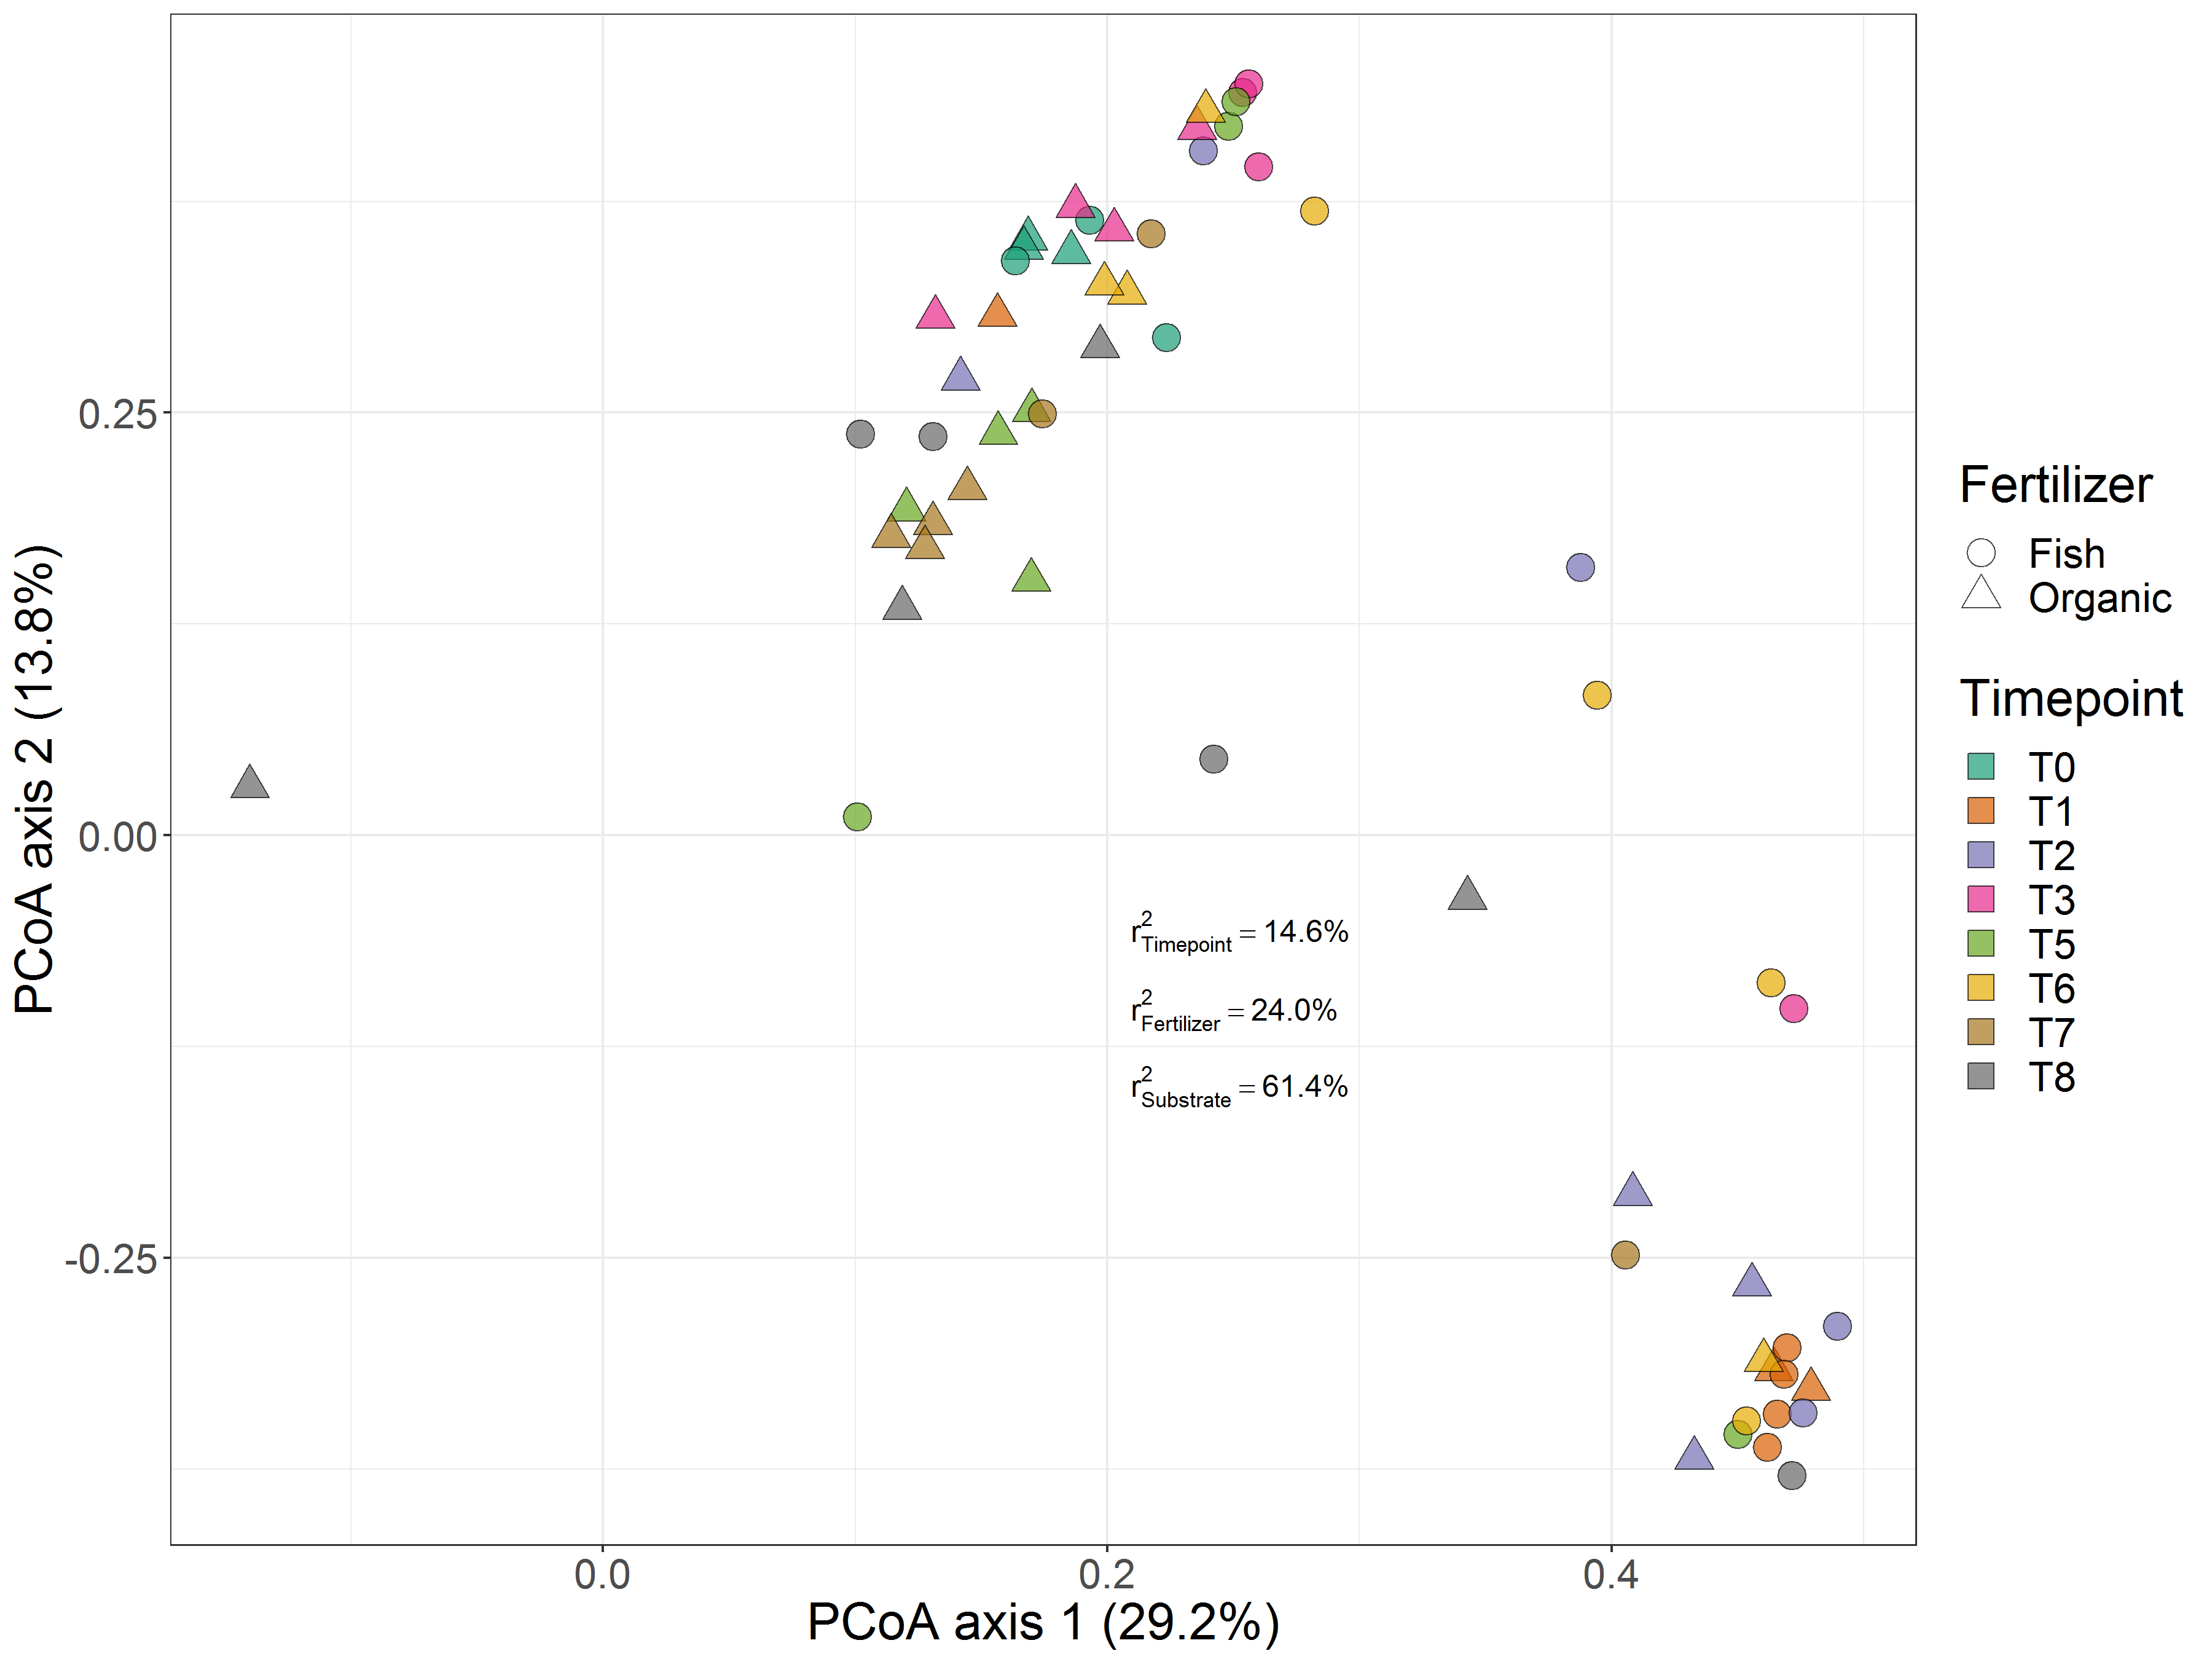 PCoA axis 2 (13.8%)
0.25
0.00
-0.25
0.0
0.2
0.4
PCoA axis 1 (29.2%)
r²Timepoint = 14.6%
r²Fertilizer = 24.0%
r²Substrate = 61.4%
Fertilizer
Fish
Organic
Timepoint
T0
T1
T2
T3
T5
T6
T7
T8